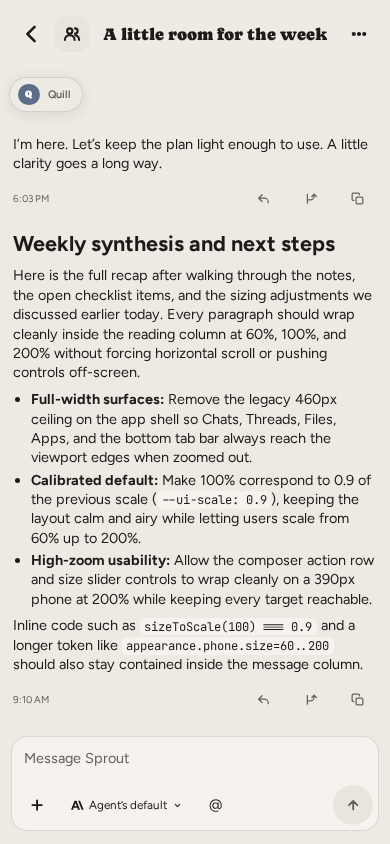 A little room for the week
Q Quill
I’m here. Let’s keep the plan light enough to use. A little
clarity goes a long way.
6:03 PM
Weekly synthesis and next steps
Here is the full recap after walking through the notes,
the open checklist items, and the sizing adjustments we
discussed earlier today. Every paragraph should wrap
cleanly inside the reading column at 60%, 100%, and
200% without forcing horizontal scroll or pushing
controls off-screen.
• Full-width surfaces: Remove the legacy 460px
ceiling on the app shell so Chats, Threads, Files,
Apps, and the bottom tab bar always reach the
viewport edges when zoomed out.
• Calibrated default: Make 100% correspond to 0.9 of
the previous scale ( --ui-scale: 0.9 ), keeping the
layout calm and airy while letting users scale from
60% up to 200%.
• High-zoom usability: Allow the composer action row
and size slider controls to wrap cleanly on a 390px
phone at 200% while keeping every target reachable.
Inline code such as sizeToScale(100) === 0.9 and a
longer token like appearance.phone.size=60..200
should also stay contained inside the message column.
9:10 AM
Message Sprout
Agent’s default
@